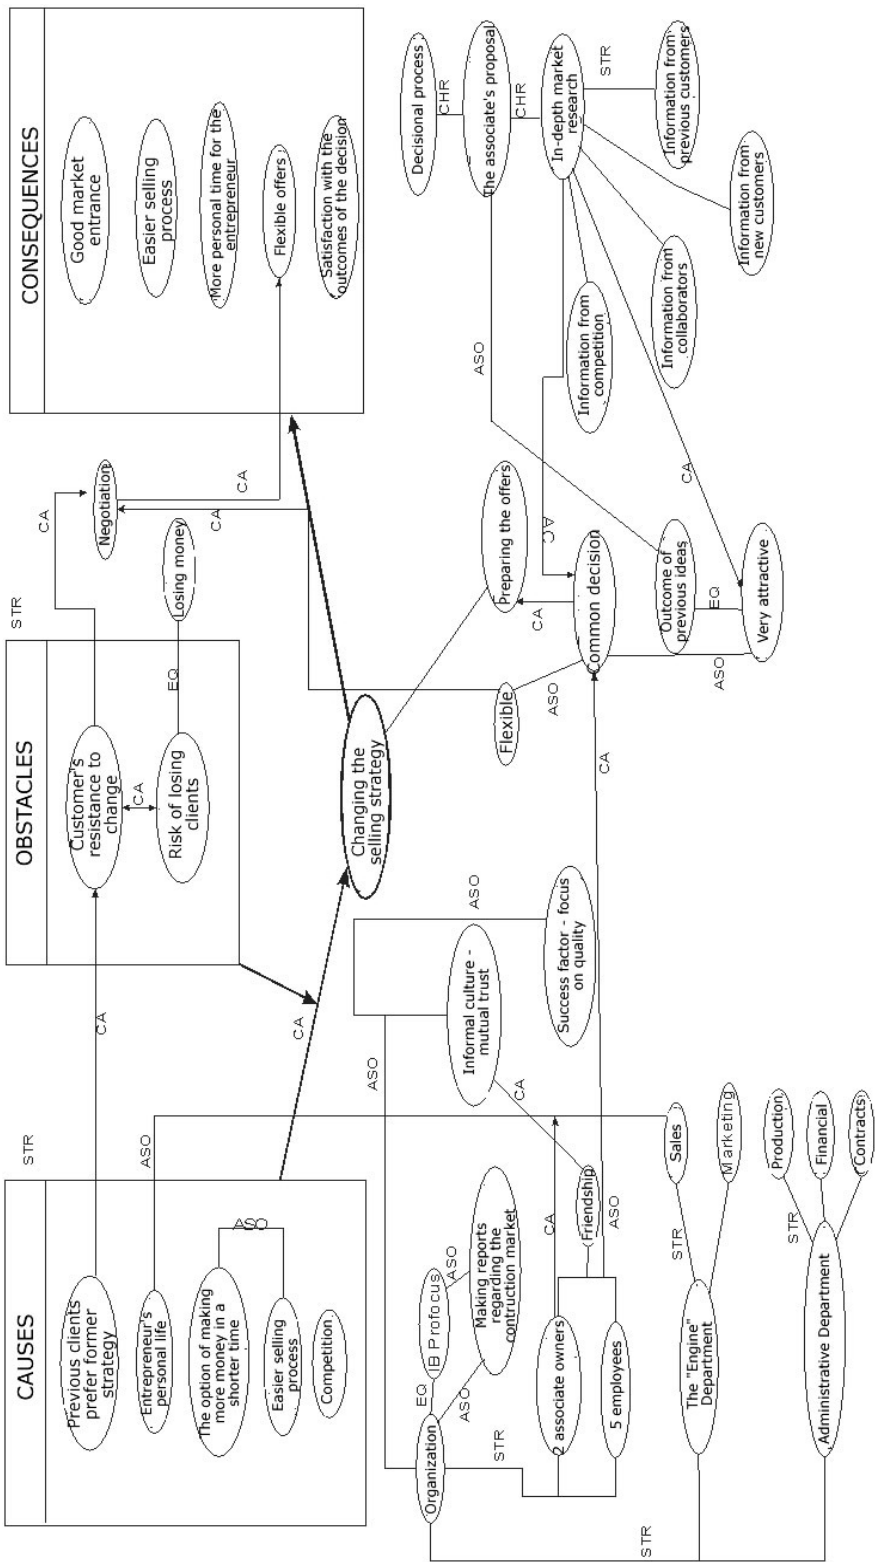 CAUSES
Previous clients
prefer former
strategy
Entrepreneur's
personal life
The option of making
more money in a
shorter time
Easier selling
process
Competition
ASO
STR
ASO
CA
OBSTACLES
Customer's
resistance to
change
CA
Risk of losing
clients
EQ
Losing money
STR
CA
Negotiation
CA
CA
CONSEQUENCES
Good market
entrance
Easier selling
process
More personal time for the
entrepreneur
Flexible offers
Satisfaction with the
outcomes of the decision
CA
Changing the
selling strategy
Organization
EQ
IB Profocus
ASO
ASO
Making reports
regarding the
contruction market
STR
2 associate owners
5 employees
CA
Friendship
ASO
CA
ASO
Informal culture -
mutual trust
ASO
Success factor - focus
on quality
STR
The "Engine"
Department
STR
Sales
Marketing
Administrative Department
STR
Production
Financial
Contracts
CA
Flexible
ASO
Preparing the offers
CA
Common decision
AC
ASO
Outcome of
previous ideas
EQ
Very attractive
CA
ASO
Decisional process
CHR
The associate's proposal
CHR
In-depth market
research
STR
Information from
previous customers
Information from
new customers
Information from
collaborators
Information from
competition